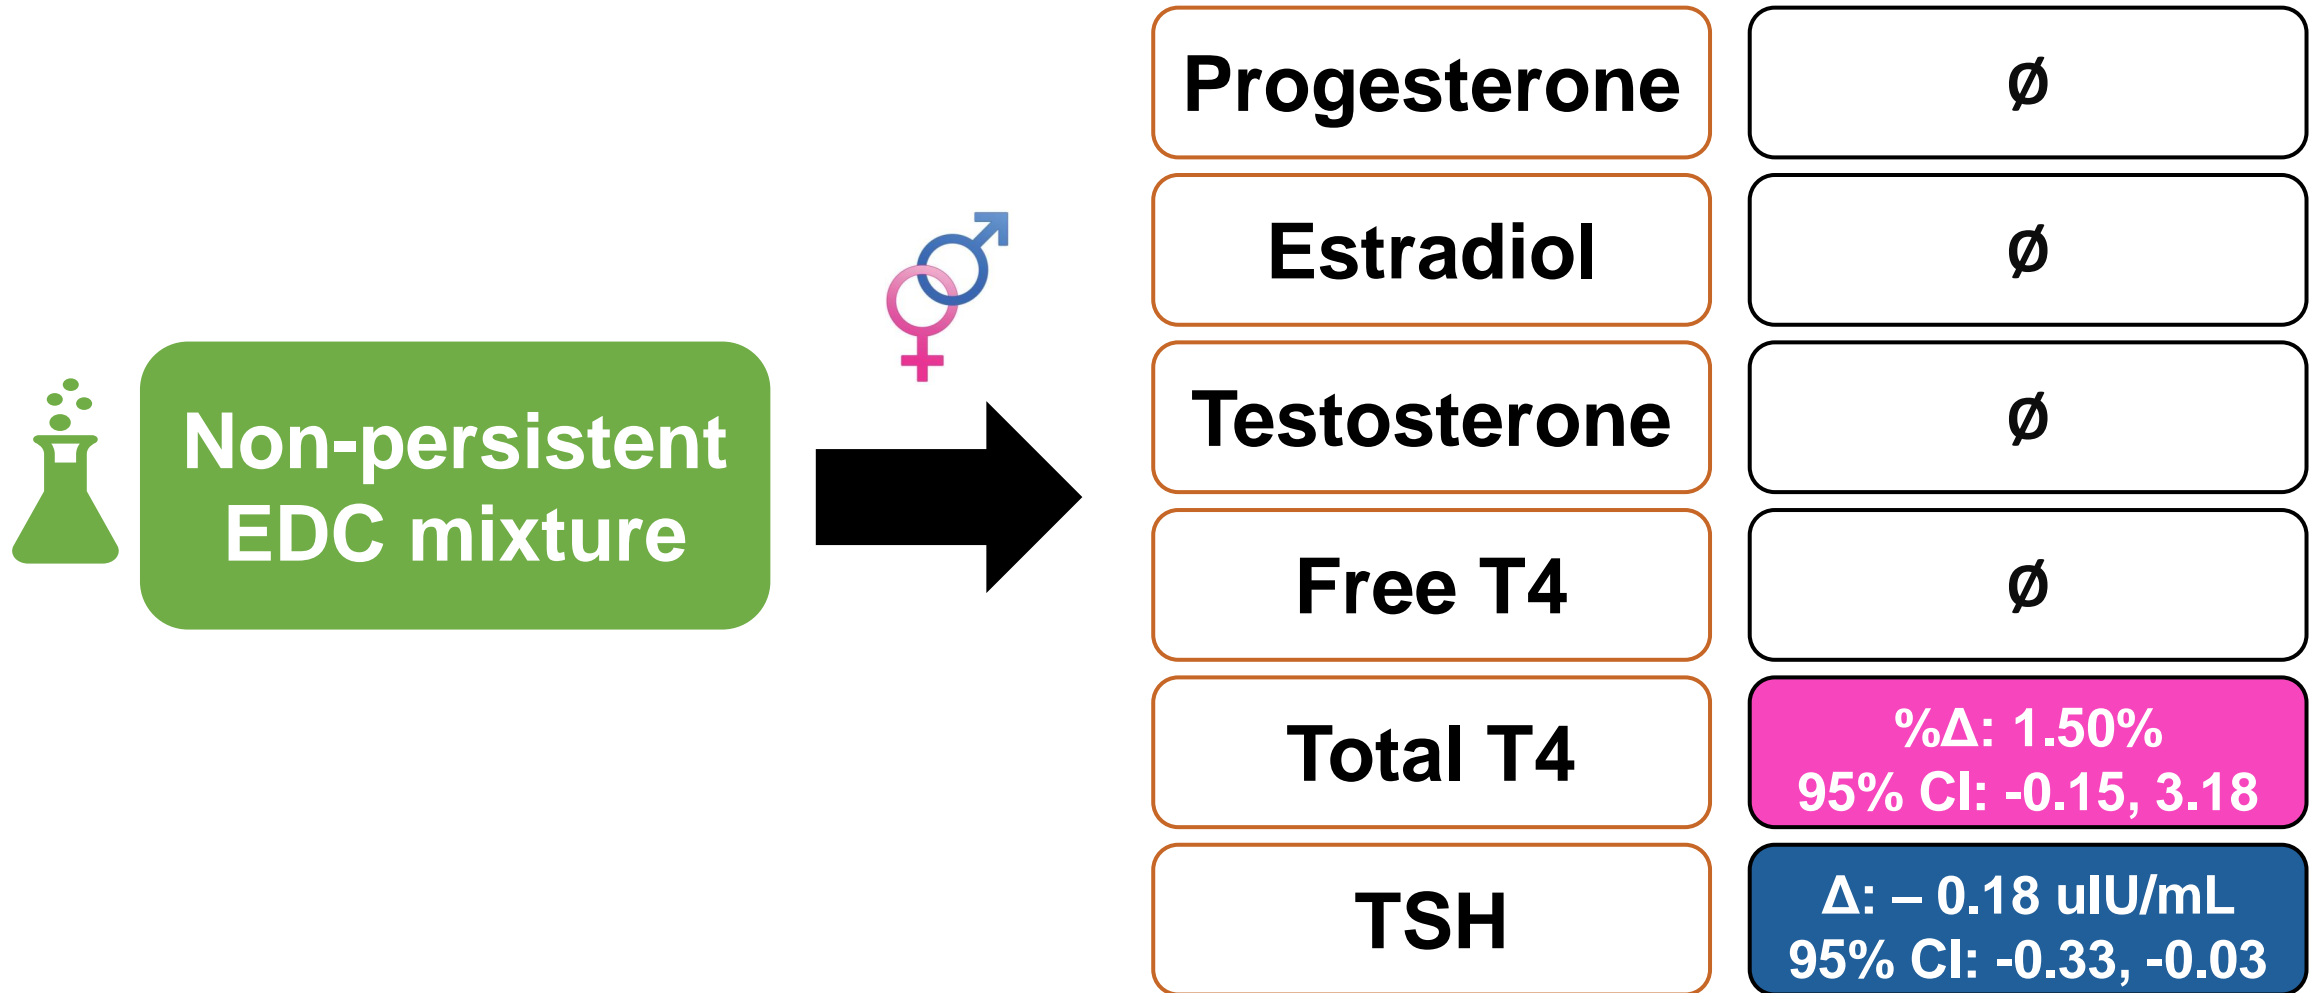 Non-persistent
EDC mixture
Progesterone
Ø
Estradiol
Ø
Testosterone
Ø
Free T4
Ø
Total T4
%Δ: 1.50%
95% CI: -0.15, 3.18
TSH
Δ: – 0.18 uIU/mL
95% CI: -0.33, -0.03